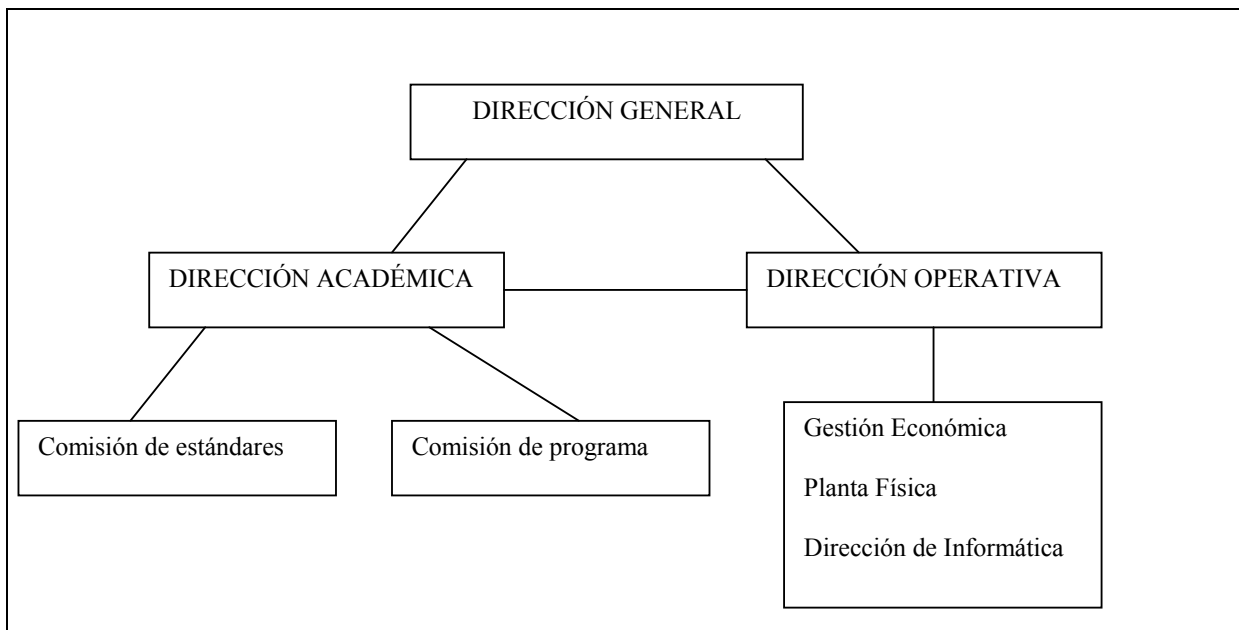 DIRECCIÓN GENERAL
DIRECCIÓN ACADÉMICA
DIRECCIÓN OPERATIVA
Comisión de estándares
Comisión de programa
Gestión Económica
Planta Física
Dirección de Informática